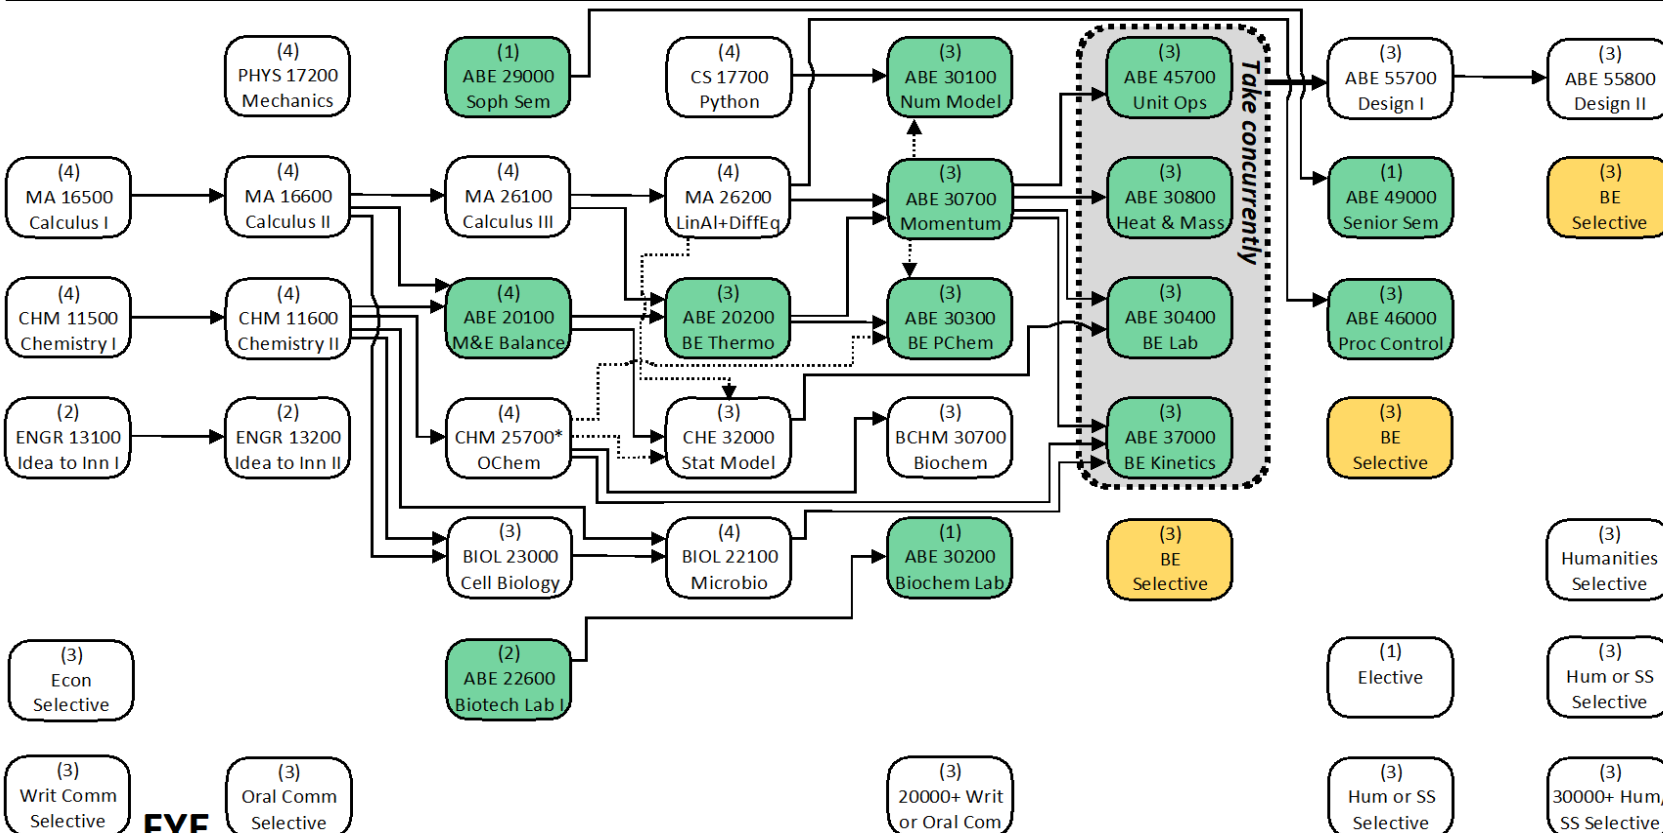 (4)
PHYS 17200
Mechanics
(1)
ABE 29000
Soph Sem
(4)
CS 17700
Python
(3)
ABE 30100
Num Model
(3)
ABE 45700
Unit Ops
Take concurrently
(3)
ABE 55700
Design I
(3)
ABE 55800
Design II
(4)
MA 16500
Calculus I
(4)
MA 16600
Calculus II
(4)
MA 26100
Calculus III
(4)
MA 26200
LinAl+DiffEq
(3)
ABE 30700
Momentum
(3)
ABE 30800
Heat & Mass
(1)
ABE 49000
Senior Sem
(3)
BE
Selective
(4)
CHM 11500
Chemistry I
(4)
CHM 11600
Chemistry II
(4)
ABE 20100
M&E Balance
(3)
ABE 20200
BE Thermo
(3)
ABE 30300
BE PChem
(3)
ABE 30400
BE Lab
(3)
ABE 46000
Proc Control
(2)
ENGR 13100
Idea to Inn I
(2)
ENGR 13200
Idea to Inn II
(4)
CHM 25700*
OChem
(3)
CHE 32000
Stat Model
(3)
BCHM 30700
Biochem
(3)
ABE 37000
BE Kinetics
(3)
BE
Selective
(3)
BIOL 23000
Cell Biology
(4)
BIOL 22100
Microbio
(1)
ABE 30200
Biochem Lab
(3)
BE
Selective
(3)
Humanities
Selective
(3)
Econ
Selective
(2)
ABE 22600
Biotech Lab I
(1)
Elective
(3)
Hum or SS
Selective
(3)
Writ Comm
Selective
FYE
(3)
Oral Comm
Selective
(3)
20000+ Writ
or Oral Com
(3)
Hum or SS
Selective
(3)
30000+ Hum/
SS Selective